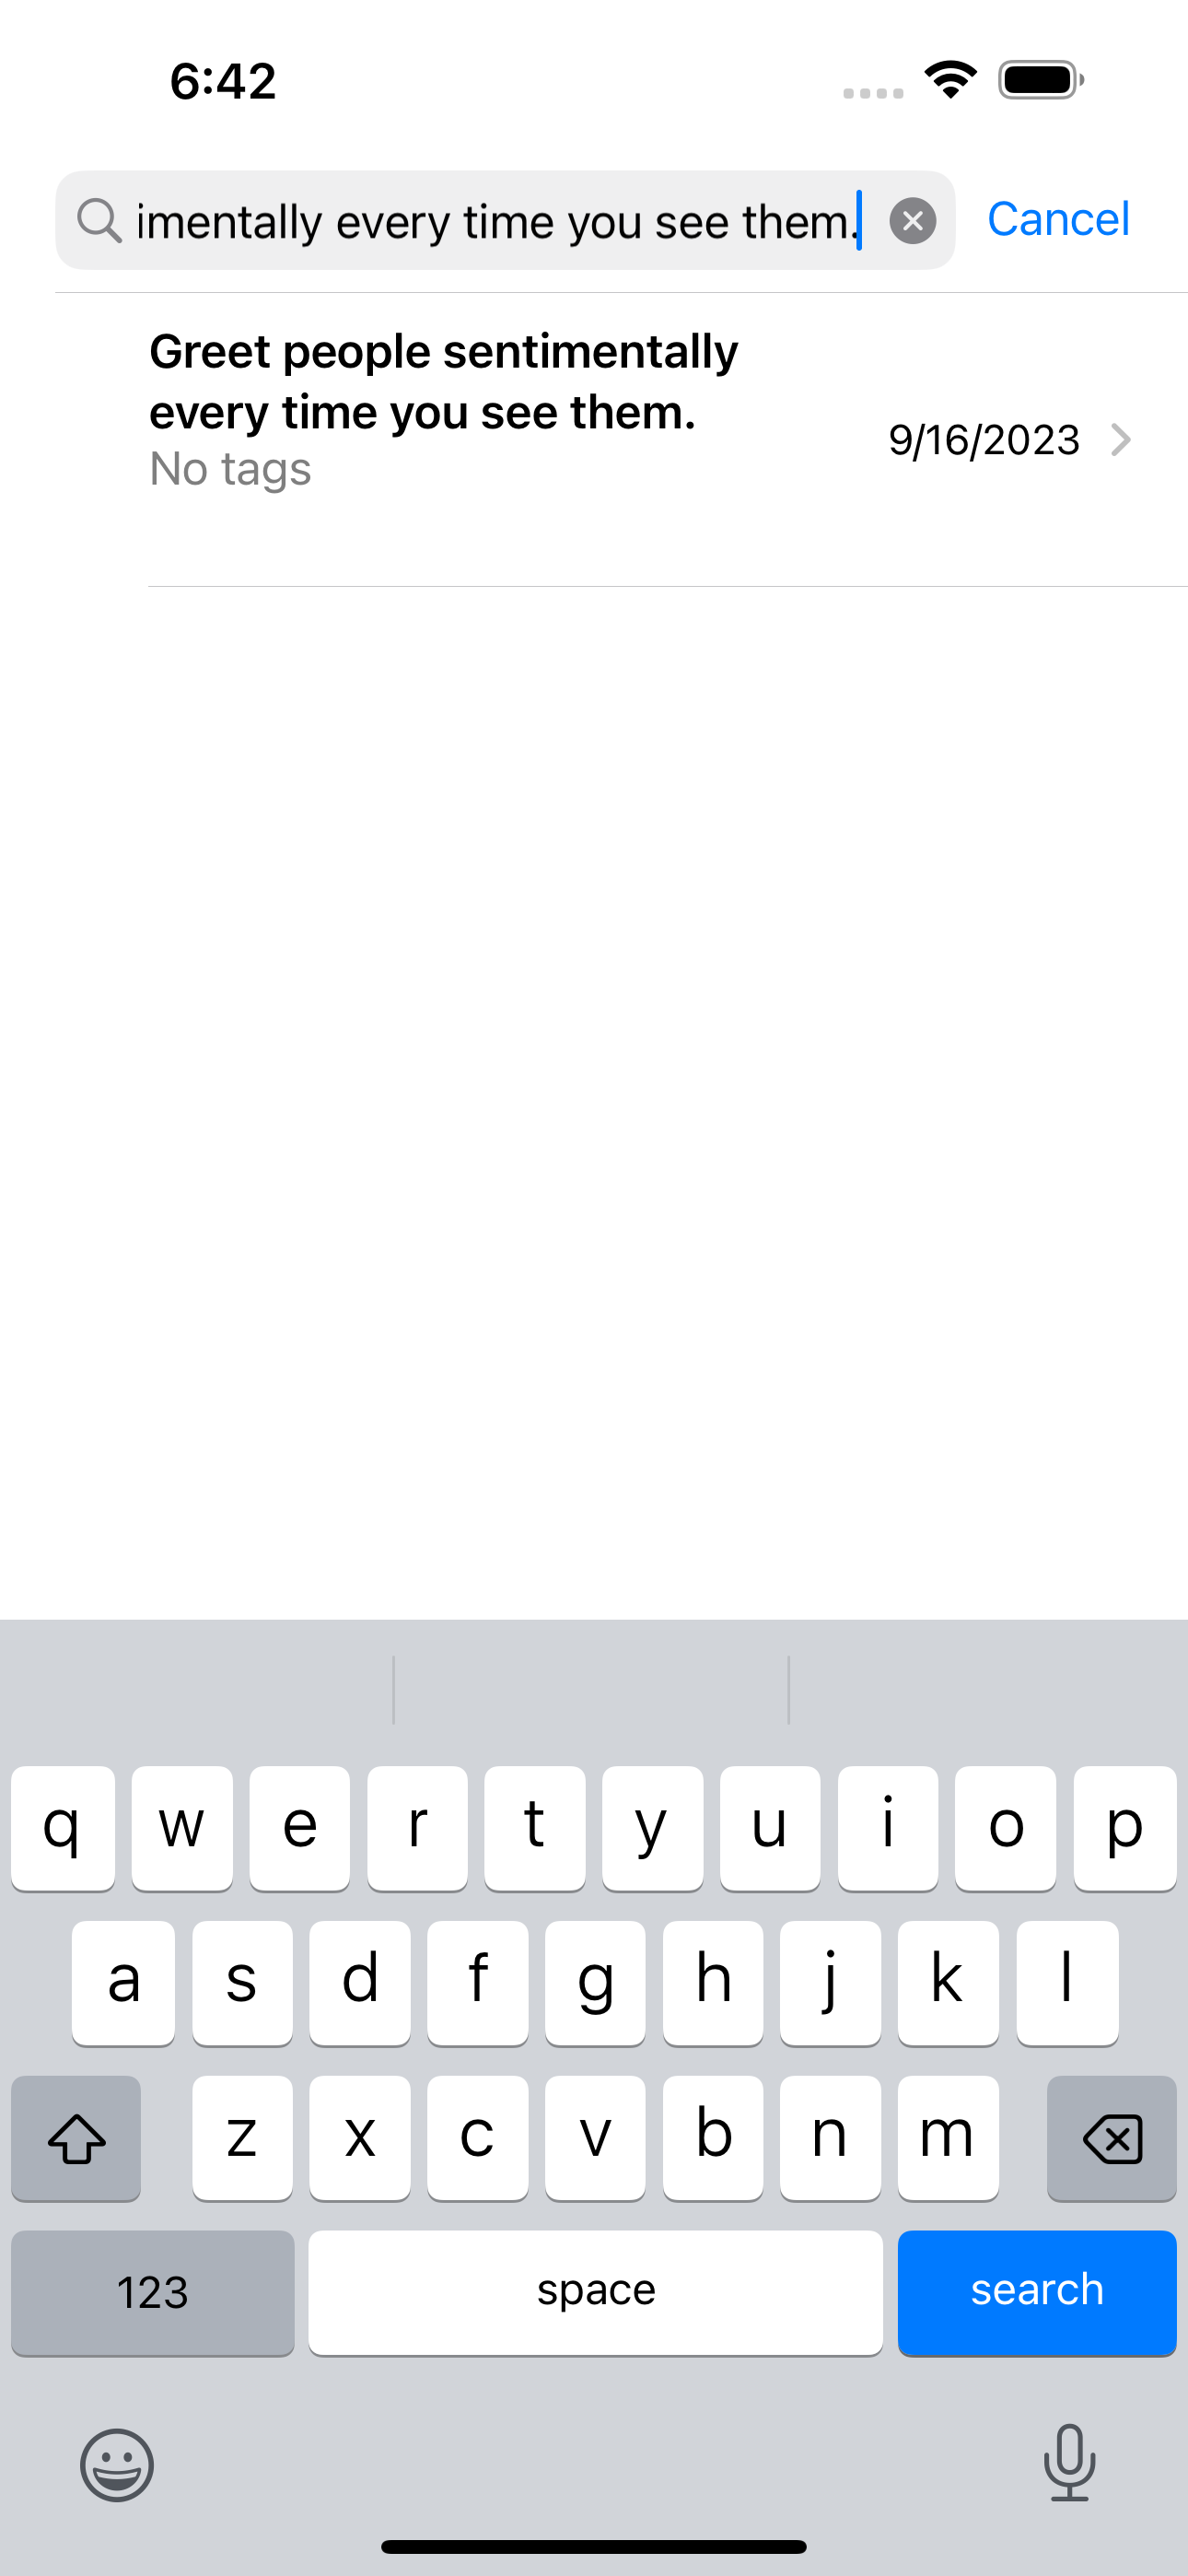 6:42
imentally every time you see them.
Cancel
Greet people sentimentally
every time you see them.
No tags
9/16/2023
q w e r t y u i o p
a s d f g h j k l
z x c v b n m
123 space search